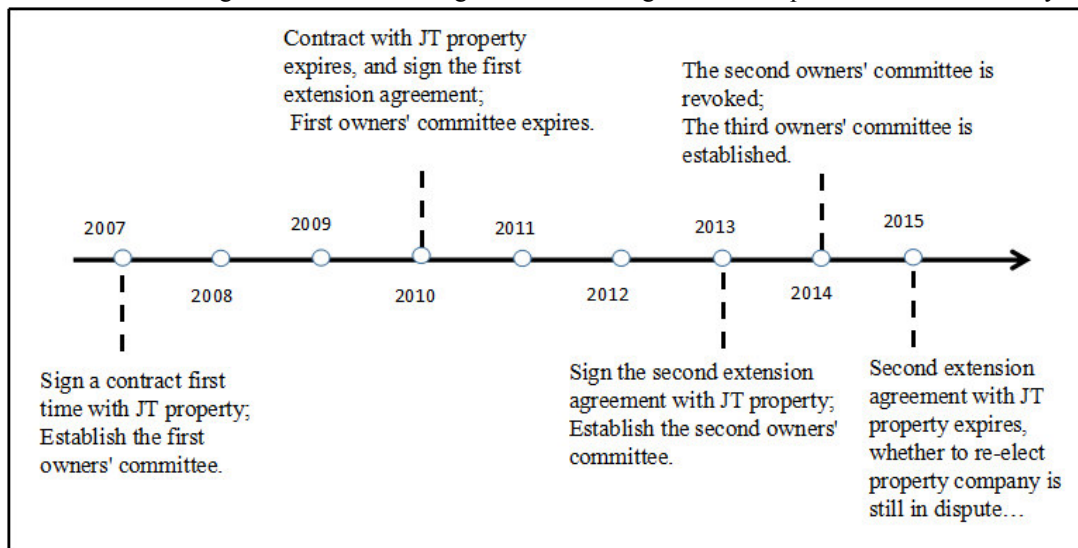 Contract with JT property
expires, and sign the first
extension agreement;
First owners' committee expires.
The second owners' committee is
revoked;
The third owners' committee is
established.
2007
2009
2011
2013
2015
2008
2010
2012
2014
Sign a contract first
time with JT property;
Establish the first
owners' committee.
Sign the second extension
agreement with JT property;
Establish the second owners'
committee.
Second extension
agreement with JT
property expires,
whether to re-elect
property company is
still in dispute…